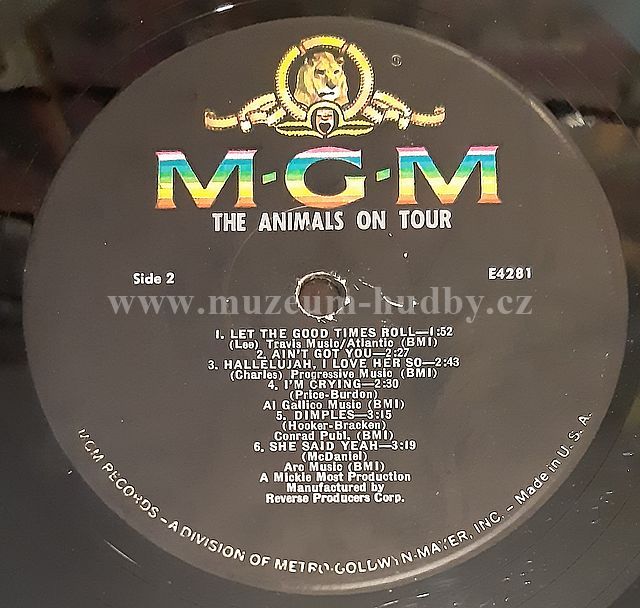 ®
M·G·M
THE ANIMALS ON TOUR
Side 2
E4281
www.muzeum-hudby.cz
1. LET THE GOOD TIMES ROLL—1:52
(Lee) Travis Music/Atlantic (BMI)
2. AIN'T GOT YOU—2:27
3. HALLELUJAH, I LOVE HER SO—2:43
(Charles) Progressive Music (BMI)
4. I'M CRYING—2:30
(Price-Burdon)
Al Gallico Music (BMI)
5. DIMPLES—3:15
(Hooker-Bracken)
Conrad Publ. (BMI)
6. SHE SAID YEAH—3:19
(McDaniel)
Arc Music (BMI)
A Mickie Most Production
Manufactured by
Reverse Producers Corp.
MGM RECORDS – A DIVISION OF METRO-GOLDWYN-MAYER, INC. – Made in U. S. A.